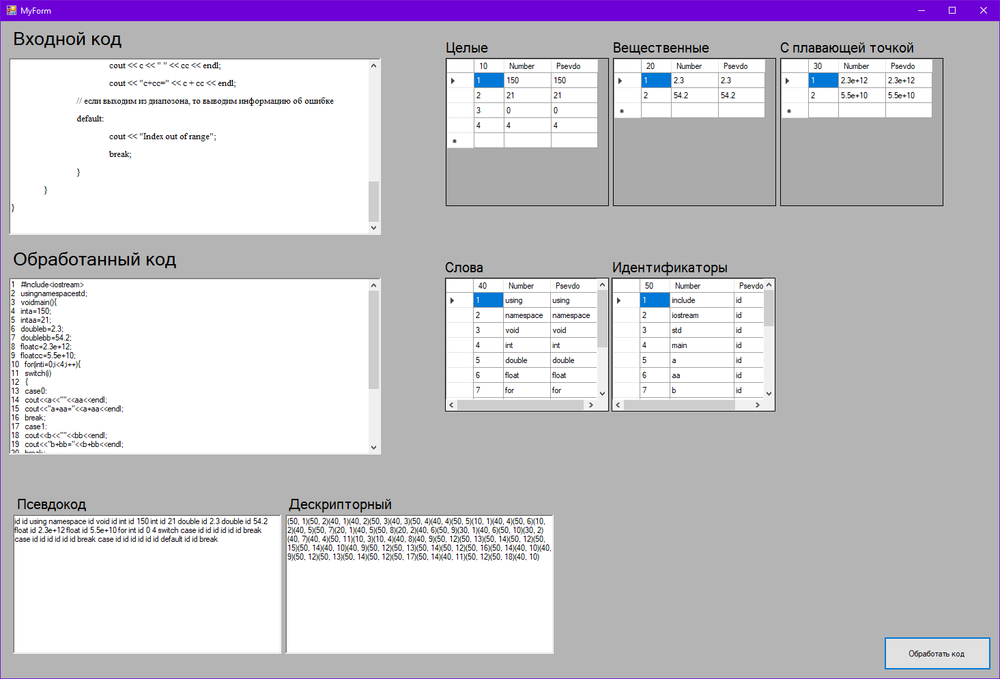 MyForm
Входной код
cout << c << " " << cc << endl;
cout << "c+cc=" << c + cc << endl;
// если выходим из диапозона, то выводим информацию об ошибке
default:
cout << "Index out of range";
break;
}
}
}
Целые
10 Number Psevdo
1 150 150
2 21 21
3 0 0
4 4 4
Вещественные
20 Number Psevdo
1 2.3 2.3
2 54.2 54.2
С плавающей точкой
30 Number Psevdo
1 2.3e+12 2.3e+12
2 5.5e+10 5.5e+10
Обработанный код
1 #include<iostream>
2 usingnamespacestd;
3 voidmain(){
4 inta=150;
5 intaa=21;
6 doubleb=2.3;
7 doublebb=54.2;
8 floatc=2.3e+12;
9 floatcc=5.5e+10;
10 for(inti=0;i<4;i++){
11 switch(i)
12 {
13 case0:
14 cout<<a<<""<<aa<<endl;
15 cout<<"a+aa="<<a+aa<<endl;
16 break;
17 case1:
18 cout<<b<<""<<bb<<endl;
19 cout<<"b+bb="<<b+bb<<endl;
20 break;
Слова
40 Number Psevdo
1 using using
2 namespace namespace
3 void void
4 int int
5 double double
6 float float
7 for for
Идентификаторы
50 Number Psevdo
1 include id
2 iostream id
3 std id
4 main id
5 a id
6 aa id
7 b id
Псевдокод
id id using namespace id void id int id 150 int id 21 double id 2.3 double id 54.2
float id 2.3e+12 float id 5.5e+10 for int id 0 4 switch case id id id id id id break
case id id id id id id break case id id id id id id default id id break
Дескрипторный
(50, 1)(50, 2)(40, 1)(40, 2)(50, 3)(40, 3)(50, 4)(40, 4)(50, 5)(10, 1)(40, 4)(50, 6)(10,
2)(40, 5)(50, 7)(20, 1)(40, 5)(50, 8)(20, 2)(40, 6)(50, 9)(30, 1)(40, 6)(50, 10)(30, 2)
(40, 7)(40, 4)(50, 11)(10, 3)(10, 4)(40, 8)(40, 9)(50, 12)(50, 13)(50, 14)(50, 12)(50,
15)(50, 14)(40, 10)(40, 9)(50, 12)(50, 13)(50, 14)(50, 12)(50, 16)(50, 14)(40, 10)(40,
9)(50, 12)(50, 13)(50, 14)(50, 12)(50, 17)(50, 14)(40, 11)(50, 12)(50, 18)(40, 10)
Обработать код